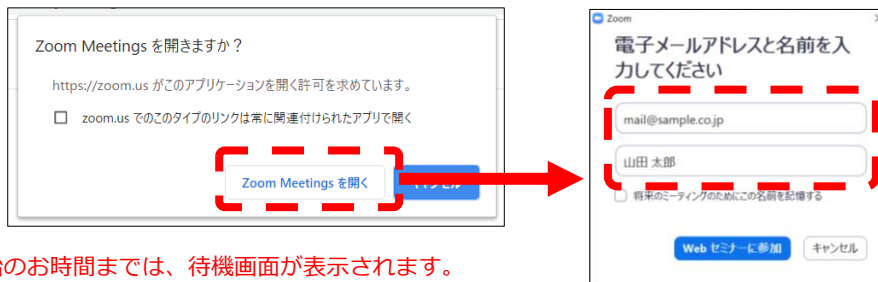 Zoom Meetings を開きますか？
https://zoom.us がこのアプリケーションを開く許可を求めています。
zoom.us でのこのタイプのリンクは常に関連付けられたアプリで開く
Zoom Meetings を開く
Zoom
電子メールアドレスと名前を入
力してください
mail@sample.co.jp
山田 太郎
将来のミーティングのためにこの名前を記憶する
Web セミナーに参加
キャンセル
のお時間までは、待機画面が表示されます。